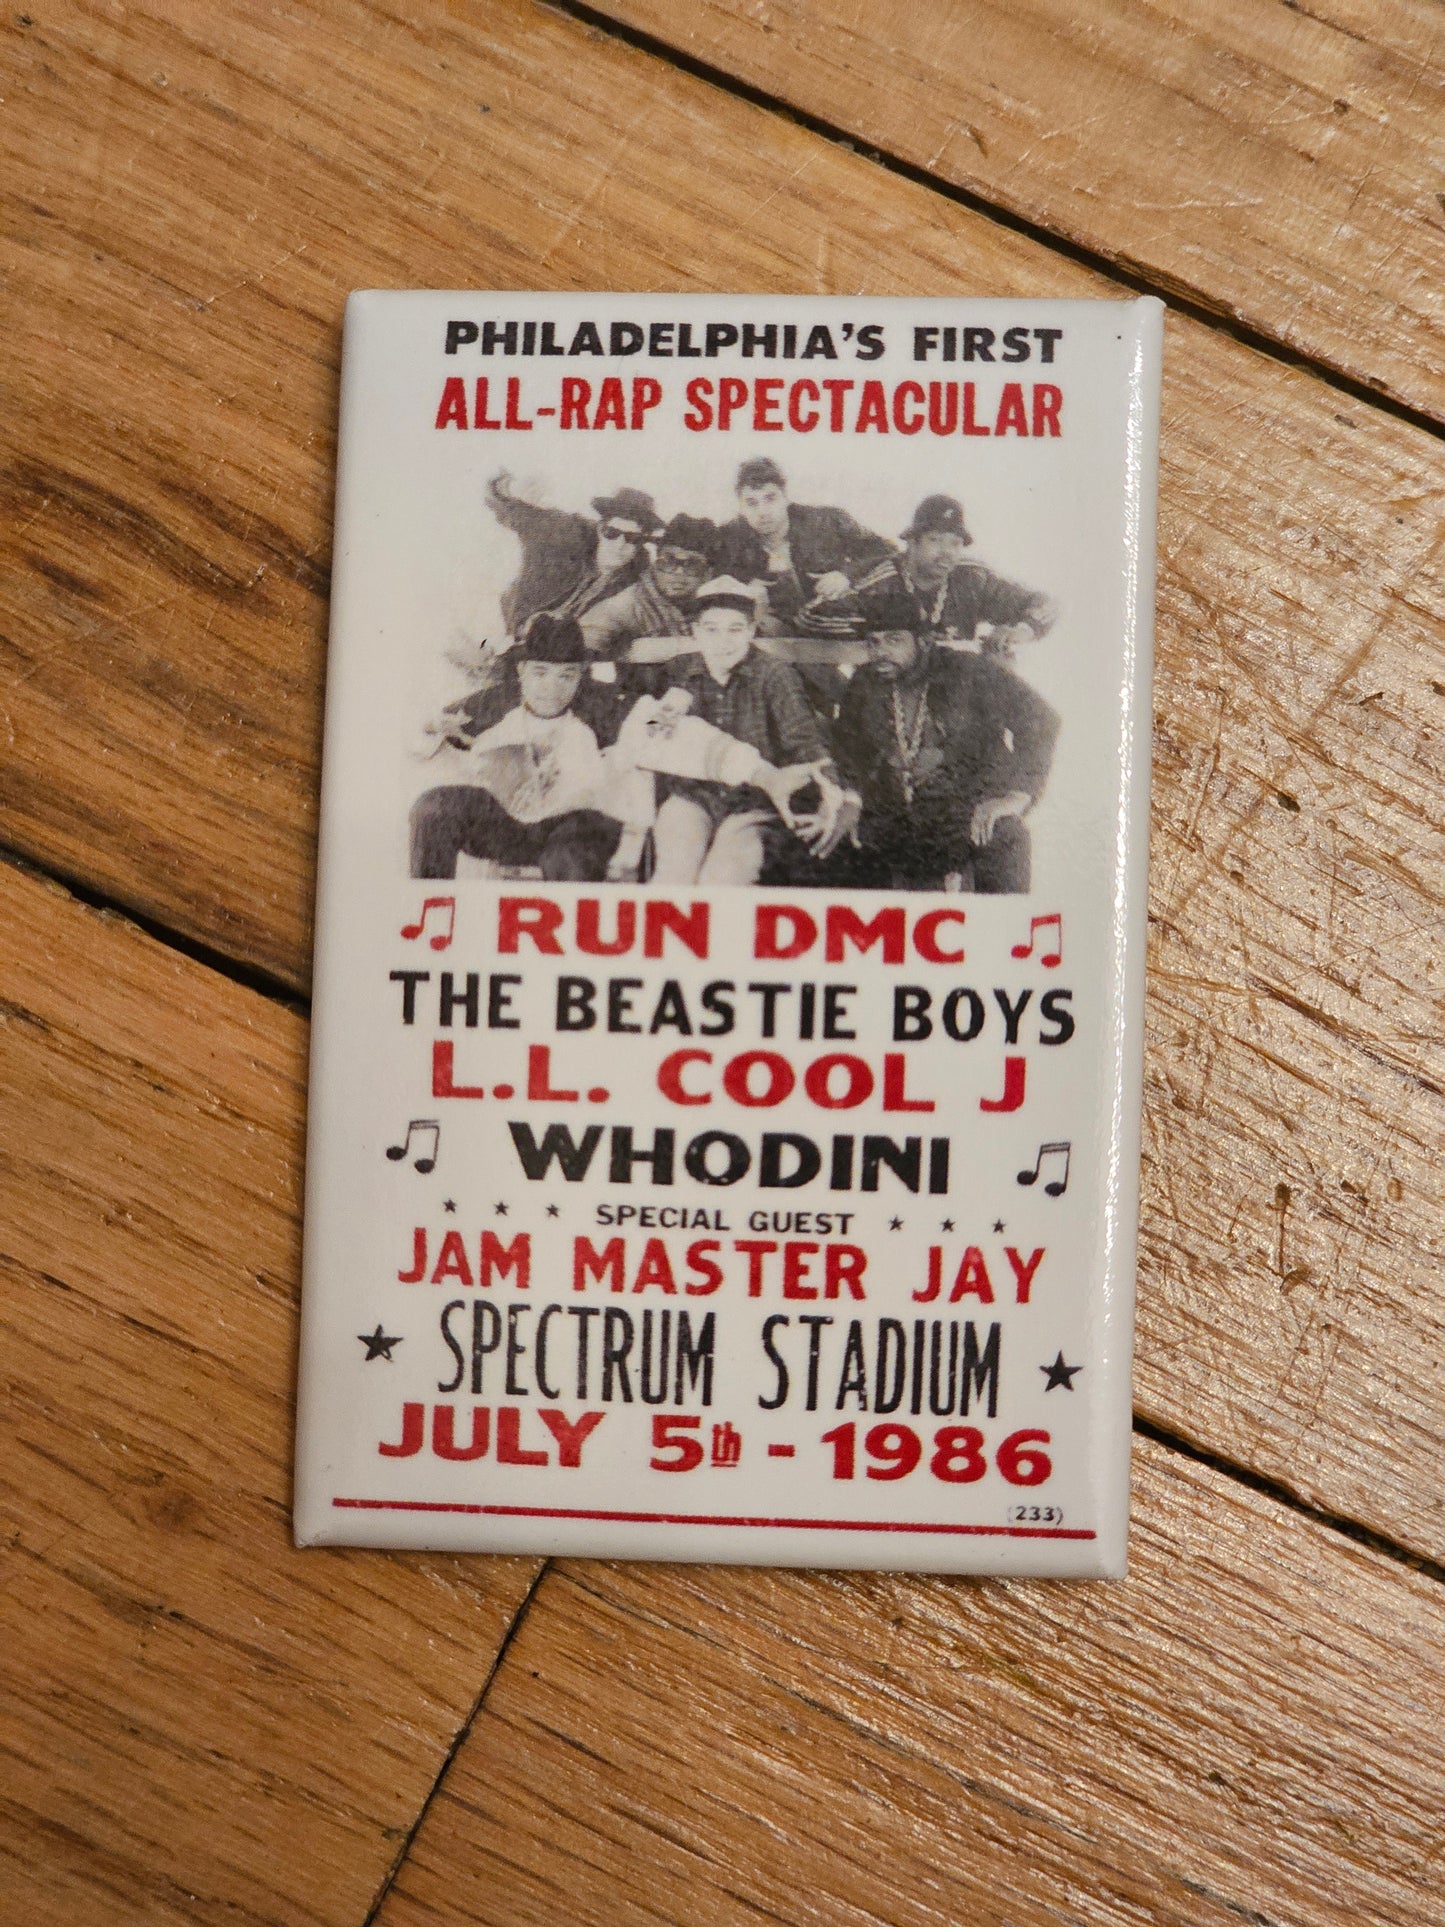 PHILADELPHIA'S FIRST
ALL-RAP SPECTACULAR
RUN DMC
THE BEASTIE BOYS
L.L. COOL J
WHODINI
SPECIAL GUEST
JAM MASTER JAY
SPECTRUM STADIUM
JULY 5th - 1986
(233)